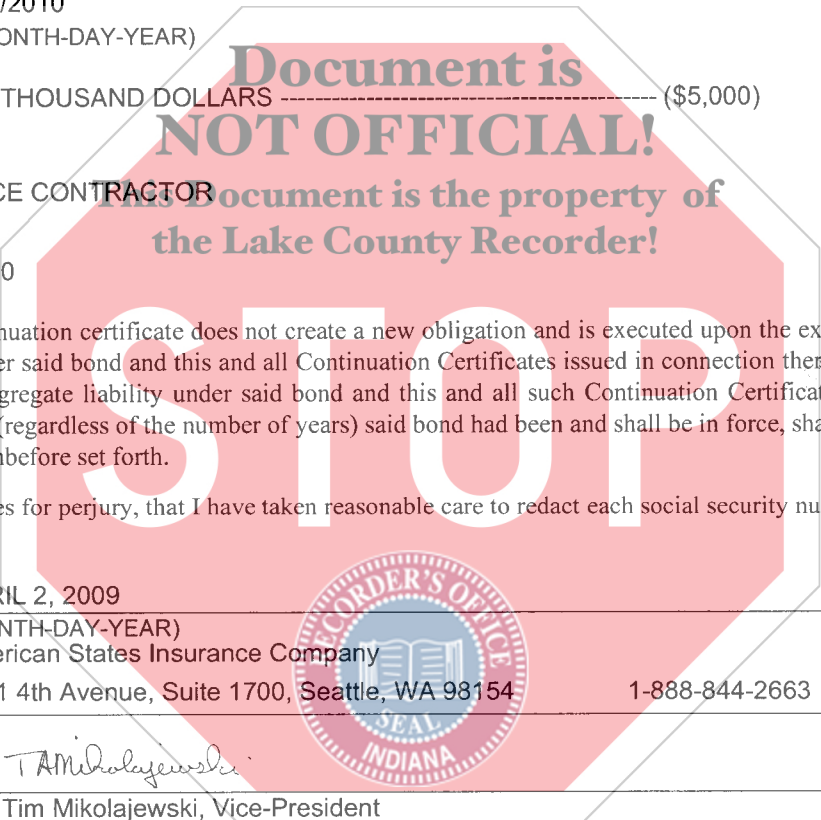 /2010
ONTH-DAY-YEAR)
Document is
THOUSAND DOLLARS --------------------------------------------- ($5,000)
NOT OFFICIAL!
CE CONTRACTOR
This Document is the property of
the Lake County Recorder!
0
STOP
nuation certificate does not create a new obligation and is executed upon the ex
er said bond and this and all Continuation Certificates issued in connection ther
gregate liability under said bond and this and all such Continuation Certificat
(regardless of the number of years) said bond had been and shall be in force, sha
nbefore set forth.
es for perjury, that I have taken reasonable care to redact each social security nu
RIL 2, 2009
NTH-DAY-YEAR)
erican States Insurance Company
1 4th Avenue, Suite 1700, Seattle, WA 98154 1-888-844-2663
RECORDER'S OFFICE
SEAL
INDIANA
TAMikolajewski
Tim Mikolajewski, Vice-President